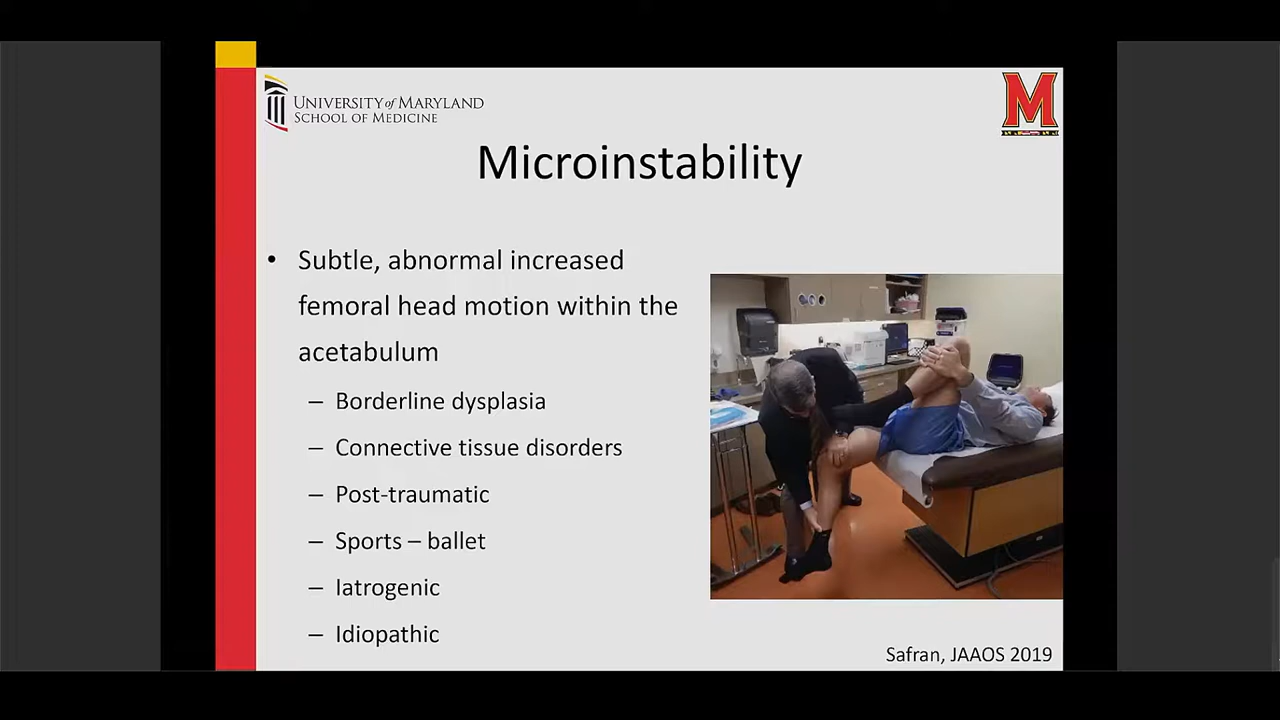 UNIVERSITY of MARYLAND
SCHOOL OF MEDICINE
M
Microinstability
• Subtle, abnormal increased
femoral head motion within the
acetabulum
– Borderline dysplasia
– Connective tissue disorders
– Post-traumatic
– Sports – ballet
– Iatrogenic
– Idiopathic
Safran, JAAOS 2019